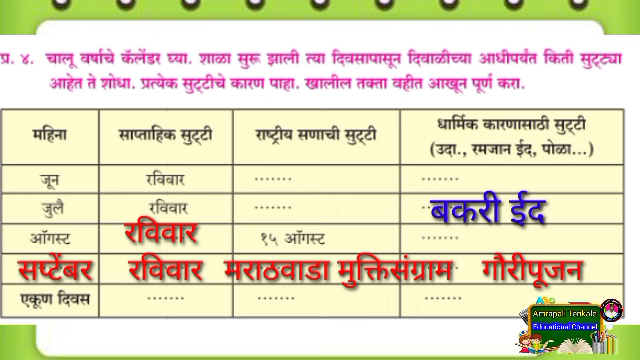 प्र. ४. चालू वर्षाचे कॅलेंडर घ्या. शाळा सुरू झाली त्या दिवसापासून दिवाळीच्या आधीपर्यंत किती सुट्ट्या
आहेत ते शोधा. प्रत्येक सुट्टीचे कारण पाहा. खालील तक्ता वहीत आखून पूर्ण करा.
महिना साप्ताहिक सुट्टी राष्ट्रीय सणाची सुट्टी धार्मिक कारणासाठी सुट्टी
(उदा., रमजान ईद, पोळा...)
जून रविवार ....... .......
जुलै रविवार ....... बकरी ईद
ऑगस्ट रविवार १५ ऑगस्ट .......
सप्टेंबर रविवार मराठवाडा मुक्तिसंग्राम गौरीपूजन
एकूण दिवस ....... ....... .......
Amrapali Tenkale
Educational Channel